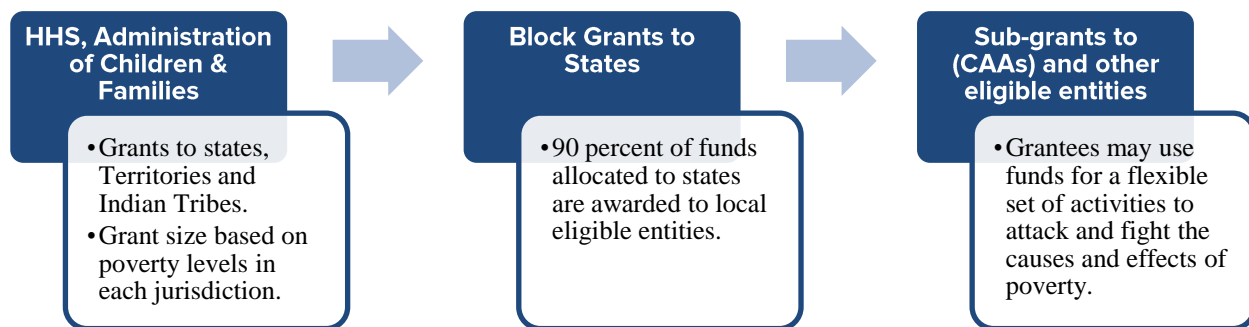 HHS, Administration
of Children &
Families
•Grants to states,
Territories and
Indian Tribes.
•Grant size based on
poverty levels in
each jurisdiction.
Block Grants to
States
•90 percent of funds
allocated to states
are awarded to local
eligible entities.
Sub-grants to
(CAAs) and other
eligible entities
•Grantees may use
funds for a flexible
set of activities to
attack and fight the
causes and effects of
poverty.